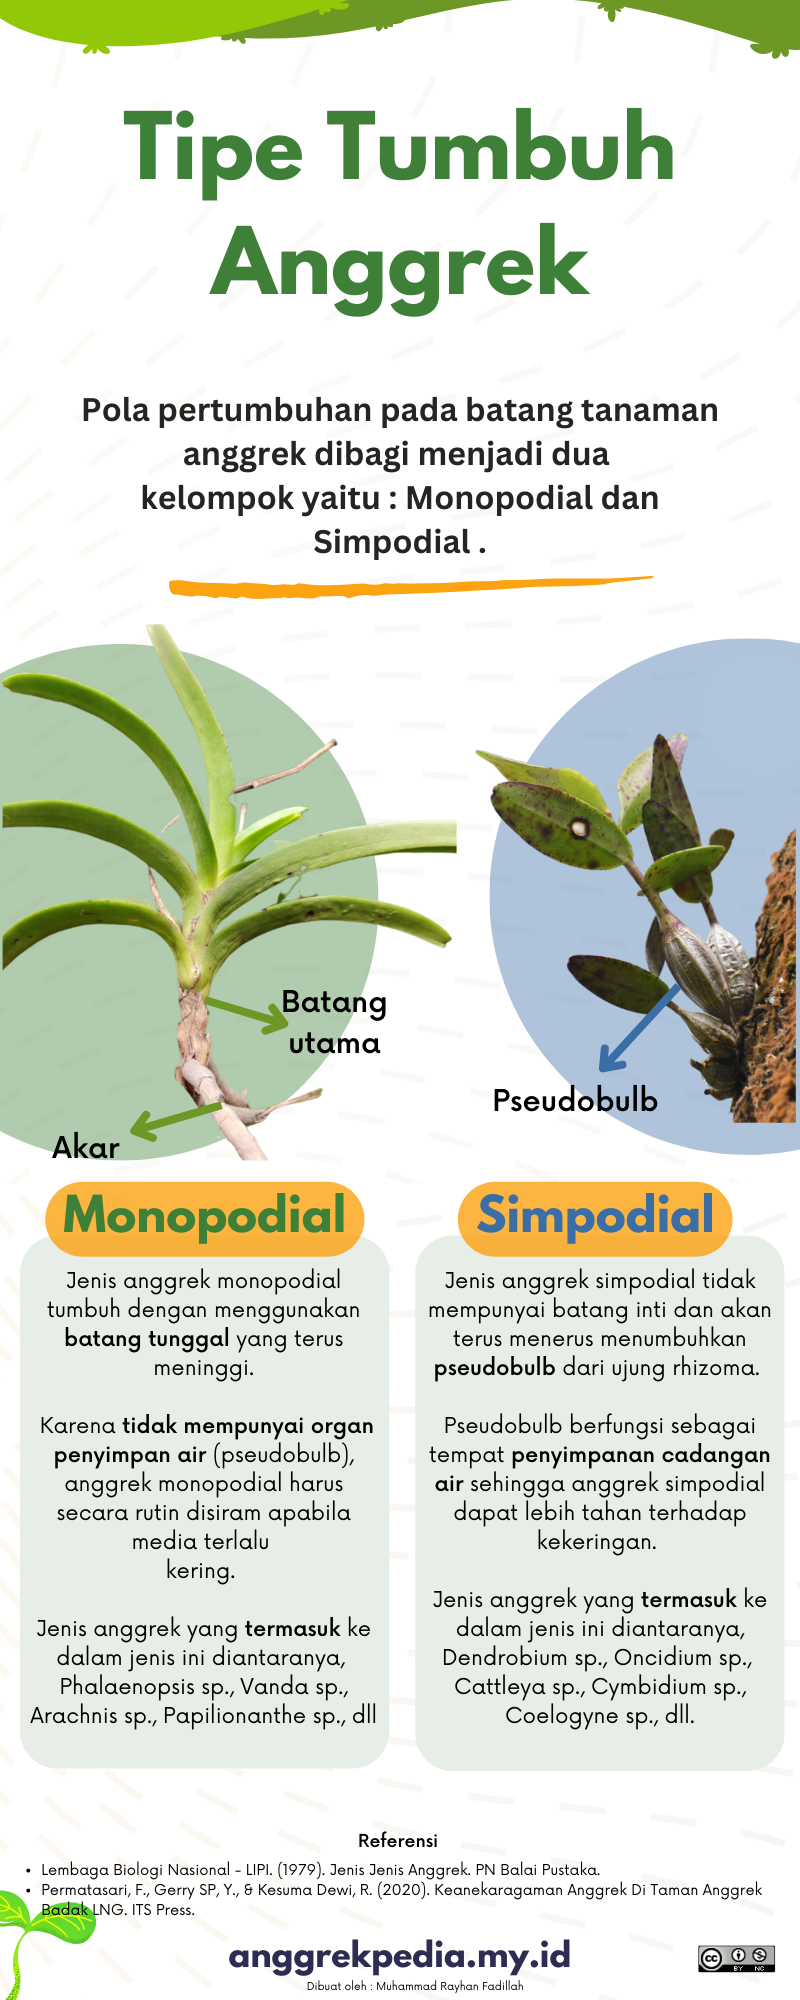 Tipe Tumbuh
Anggrek
Pola pertumbuhan pada batang tanaman
anggrek dibagi menjadi dua
kelompok yaitu : Monopodial dan
Simpodial .
Batang
utama
Akar
Pseudobulb
Monopodial
Jenis anggrek monopodial
tumbuh dengan menggunakan
batang tunggal yang terus
meninggi.
Karena tidak mempunyai organ
penyimpan air (pseudobulb),
anggrek monopodial harus
secara rutin disiram apabila
media terlalu
kering.
Jenis anggrek yang termasuk ke
dalam jenis ini diantaranya,
Phalaenopsis sp., Vanda sp.,
Arachnis sp., Papilionanthe sp., dll
Simpodial
Jenis anggrek simpodial tidak
mempunyai batang inti dan akan
terus menerus menumbuhkan
pseudobulb dari ujung rhizoma.
Pseudobulb berfungsi sebagai
tempat penyimpanan cadangan
air sehingga anggrek simpodial
dapat lebih tahan terhadap
kekeringan.
Jenis anggrek yang termasuk ke
dalam jenis ini diantaranya,
Dendrobium sp., Oncidium sp.,
Cattleya sp., Cymbidium sp.,
Coelogyne sp., dll.
Referensi
• Lembaga Biologi Nasional - LIPI. (1979). Jenis Jenis Anggrek. PN Balai Pustaka.
• Permatasari, F., Gerry SP, Y., & Kesuma Dewi, R. (2020). Keanekaragaman Anggrek Di Taman Anggrek
Badak LNG. ITS Press.
anggrekpedia.my.id
Dibuat oleh : Muhammad Rayhan Fadillah
cc
BY NC